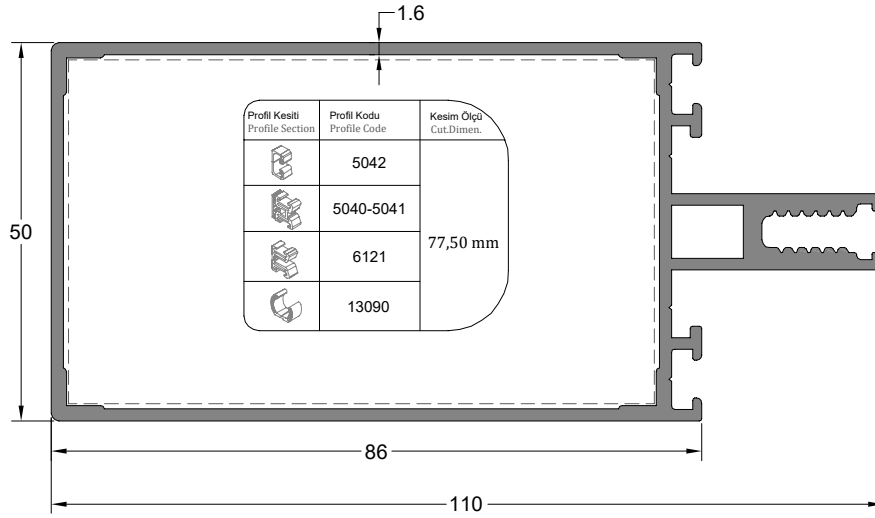 1.6
Profil Kesiti
Profile Section
Profil Kodu
Profile Code
Kesim Ölçü
Cut.Dimen.
5042
5040-5041
6121
13090
77,50 mm
50
86
110